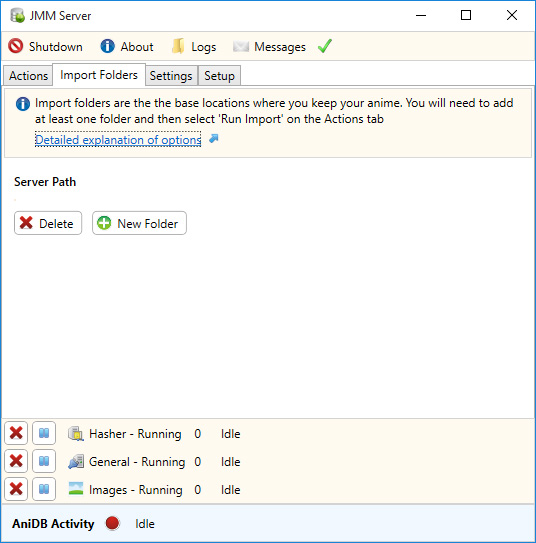 JMM Server
Shutdown About Logs Messages
Actions Import Folders Settings Setup
Import folders are the the base locations where you keep your anime. You will need to add
at least one folder and then select 'Run Import' on the Actions tab
Detailed explanation of options
Server Path
Delete New Folder
Hasher - Running 0 Idle
General - Running 0 Idle
Images - Running 0 Idle
AniDB Activity Idle